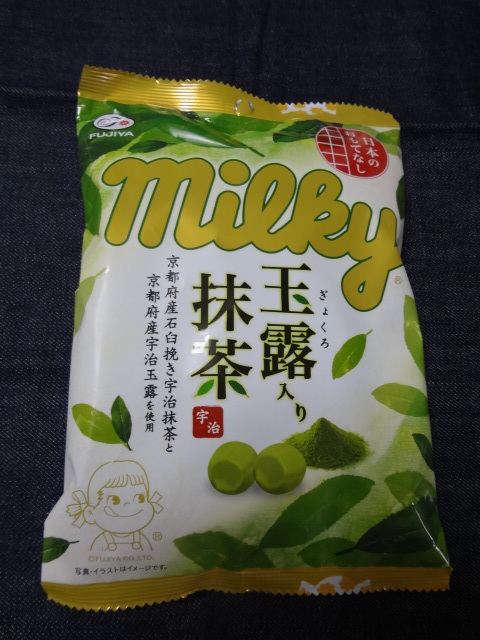 FUJIYA
日本の
おもてなし
milky
®
玉露入り
ぎょくろ
抹茶
宇治
京都府産石臼挽き宇治抹茶と
京都府産宇治玉露を使用
®
©FUJIYA CO.,LTD.
写真・イラストはイメージです。